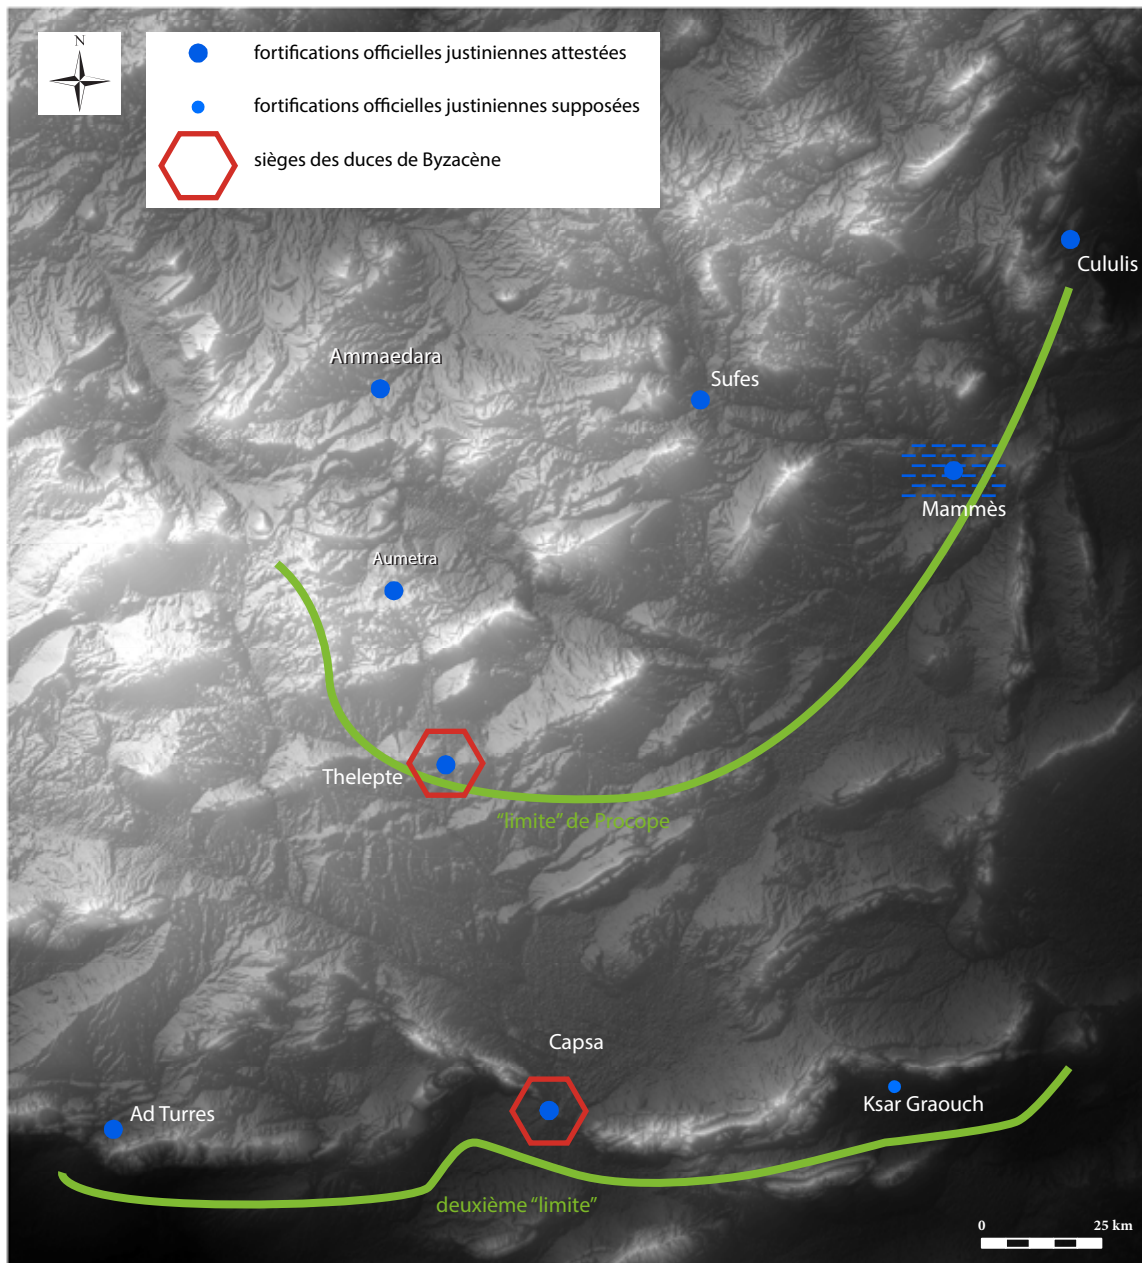 N
fortifications officielles justiniennes attestées
fortifications officielles justiniennes supposées
sièges des duces de Byzacène
Cululis
Ammaedara
Sufes
Mammès
Aumetra
Thelepte
“limite” de Procope
Capsa
Ksar Graouch
Ad Turres
deuxième “limite”
0 25 km